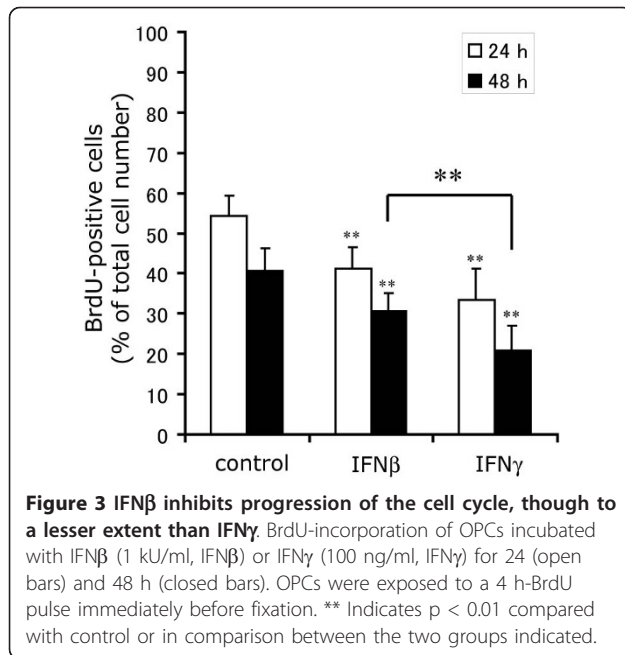 100
90
80
70
60
50
40
30
20
10
0
BrdU-positive cells
(% of total cell number)
24 h
48 h
**
**
**
**
**
control IFNβ IFNγ
Figure 3 IFNβ inhibits progression of the cell cycle, though to
a lesser extent than IFNγ. BrdU-incorporation of OPCs incubated
with IFNβ (1 kU/ml, IFNβ) or IFNγ (100 ng/ml, IFNγ) for 24 (open
bars) and 48 h (closed bars). OPCs were exposed to a 4 h-BrdU
pulse immediately before fixation. ** Indicates p < 0.01 compared
with control or in comparison between the two groups indicated.